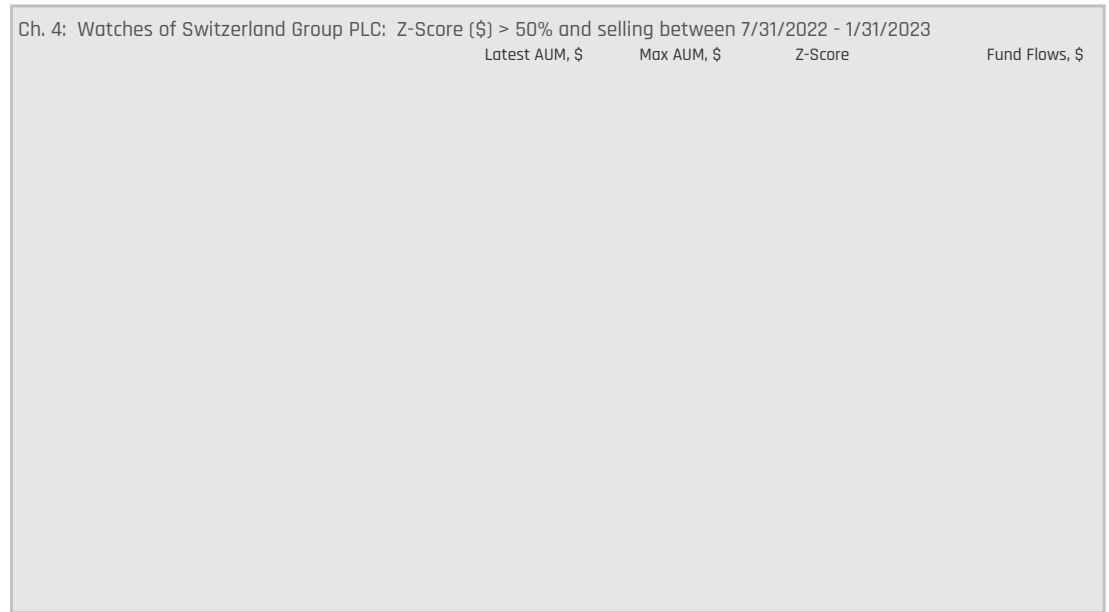 Ch. 4:  Watches of Switzerland Group PLC:  Z-Score ($) > 50% and selling between 7/31/2022 - 1/31/2023
Latest AUM, $ Max AUM, $ Z-Score Fund Flows, $